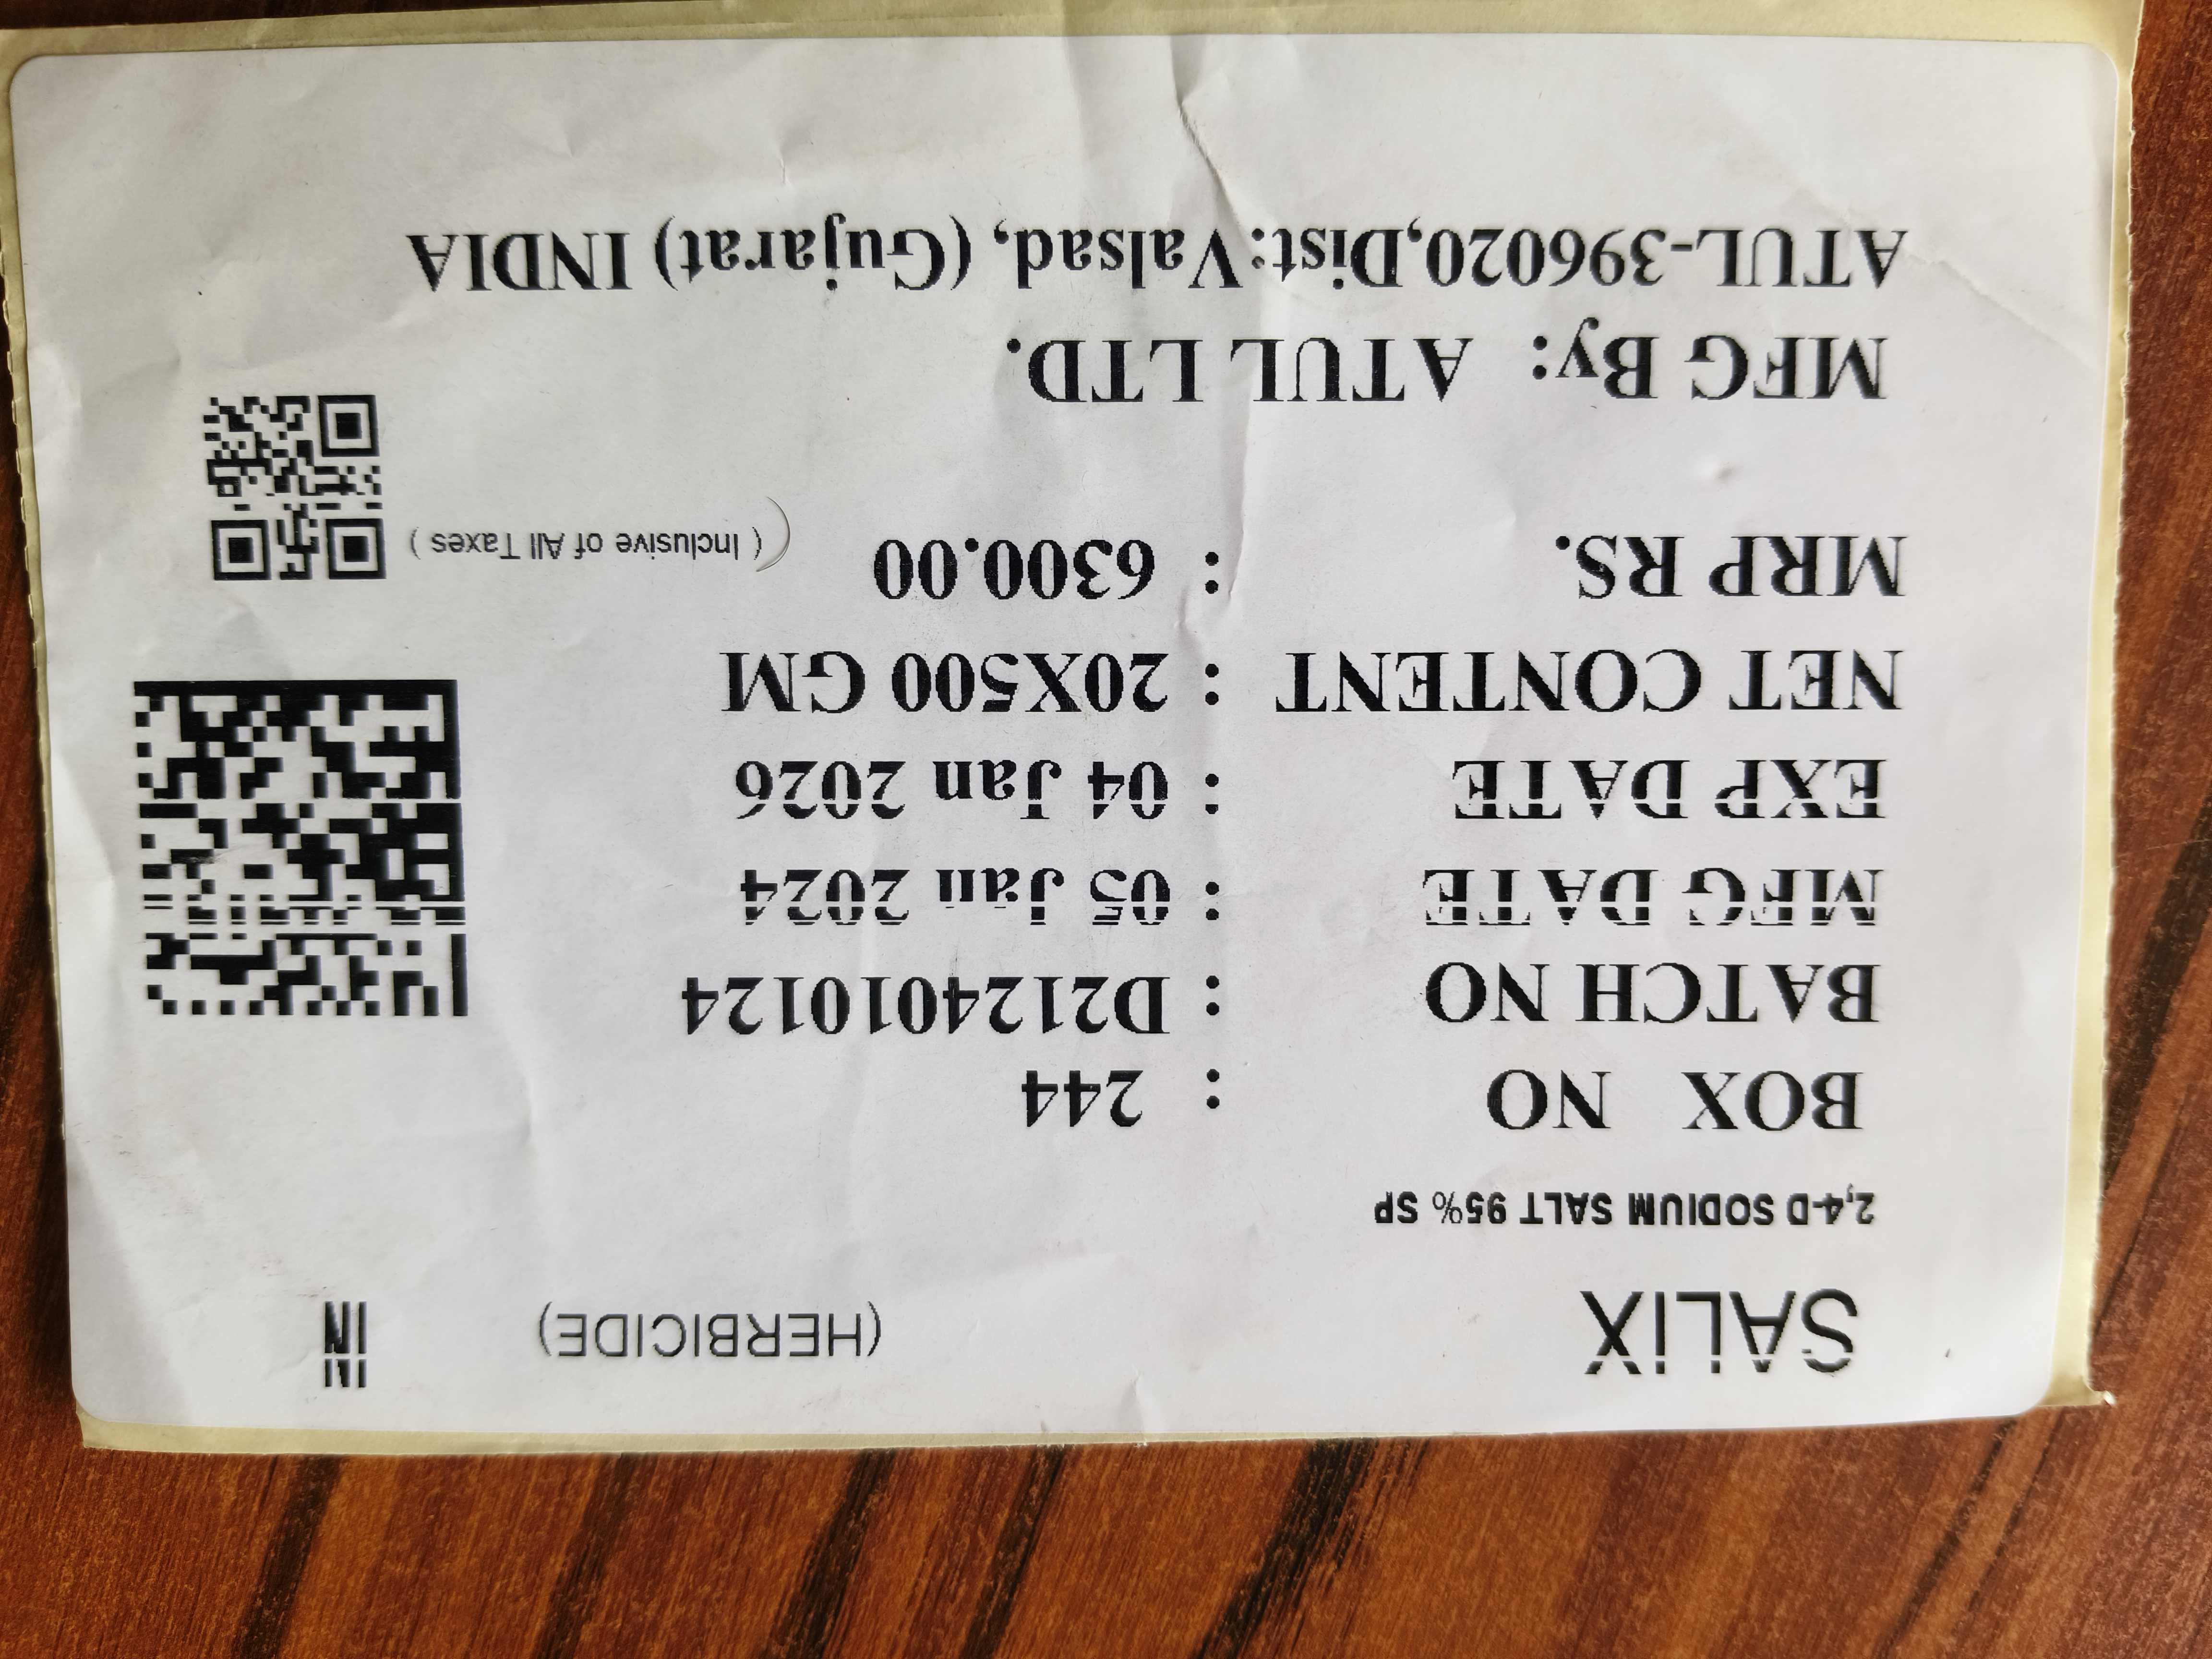 SALIX (HERBICIDE) IN
2,4-D SODIUM SALT 95% SP
BOX NO : 244
BATCH NO : D2124010124
MFG DATE : 05 Jan 2024
EXP DATE : 04 Jan 2026
NET CONTENT : 20X500 GM
MRP RS. : 6300.00 ( Inclusive of All Taxes )
MFG By: ATUL LTD.
ATUL-396020,Dist:Valsad, (Gujarat) INDIA